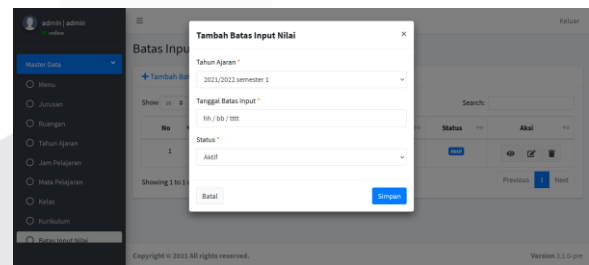 admin | admin
online
Keluar
Master Data
Menu
Jurusan
Ruangan
Tahun Ajaran
Jam Pelajaran
Mata Pelajaran
Kelas
Kurikulum
Batas Input Nilai
Batas Inpu
+ Tambah Ba
Show 10
Search:
No
Status
Aksi
1
Aktif
Showing 1 to 1 o
Previous 1 Next
Tambah Batas Input Nilai ×
Tahun Ajaran *
2021/2022 semester 1
Tanggal Batas Input *
hh / bb / tttt
Status *
Aktif
Batal
Simpan
Copyright © 2021 All rights reserved.
Version 3.1.0-pre